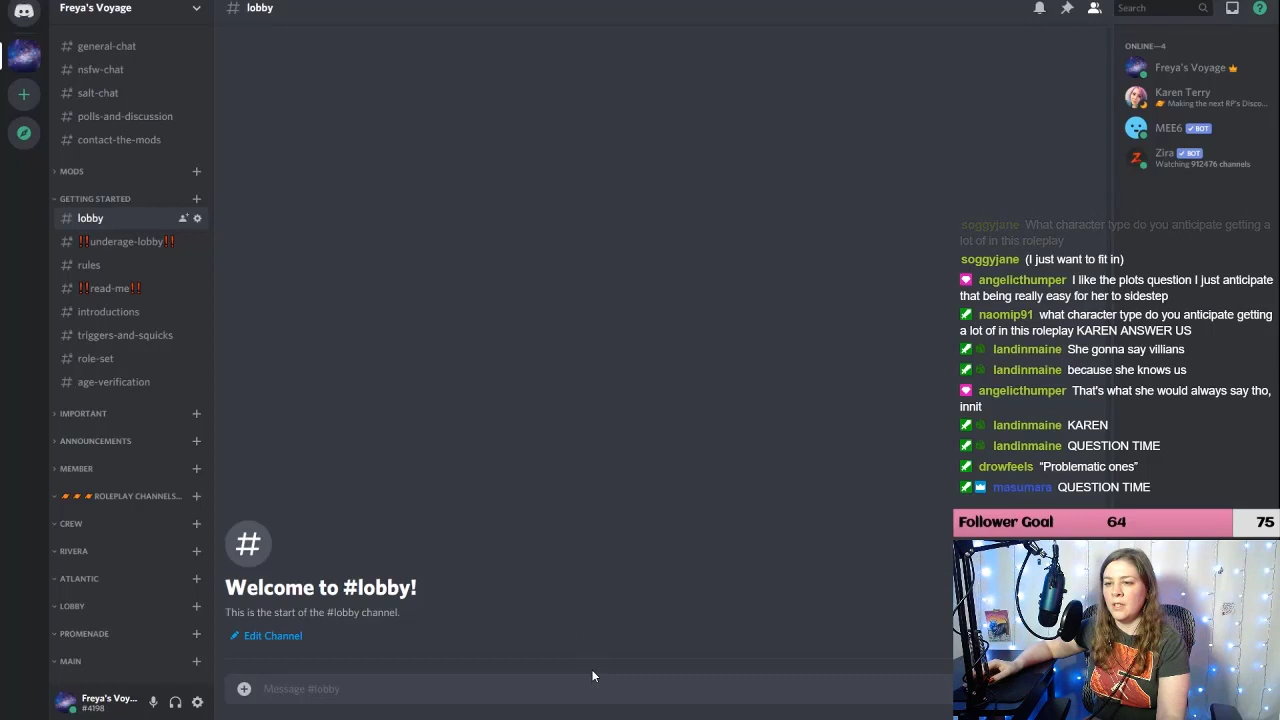 Freya's Voyage
general-chat
nsfw-chat
salt-chat
polls-and-discussion
contact-the-mods
MODS
GETTING STARTED
lobby
!!underage-lobby!!
rules
!!read-me!!
introductions
triggers-and-squicks
role-set
age-verification
IMPORTANT
ANNOUNCEMENTS
MEMBER
ROLEPLAY CHANNELS...
CREW
RIVERA
ATLANTIC
LOBBY
PROMENADE
MAIN
Freya's Voy...
#4198
# lobby
Search
#
Welcome to #lobby!
This is the start of the #lobby channel.
Edit Channel
Message #lobby
ONLINE—4
Freya's Voyage
Karen Terry
Making the next RP's Disco...
MEE6 ✓ BOT
Zira ✓ BOT
Watching 912476 channels
soggyjane What character type do you anticipate getting a
lot of in this roleplay
soggyjane (I just want to fit in)
angelicthumper I like the plots question I just anticipate
that being really easy for her to sidestep
naomip91 what character type do you anticipate getting
a lot of in this roleplay KAREN ANSWER US
landinmaine She gonna say villians
landinmaine because she knows us
angelicthumper That's what she would always say tho,
innit
landinmaine KAREN
landinmaine QUESTION TIME
drowfeels "Problematic ones"
masumara QUESTION TIME
Follower Goal 64 75